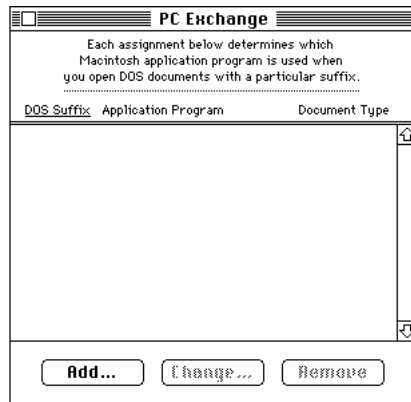 PC Exchange
Each assignment below determines which
Macintosh application program is used when
you open DOS documents with a particular suffix.
DOS Suffix Application Program Document Type
Add... Change... Remove